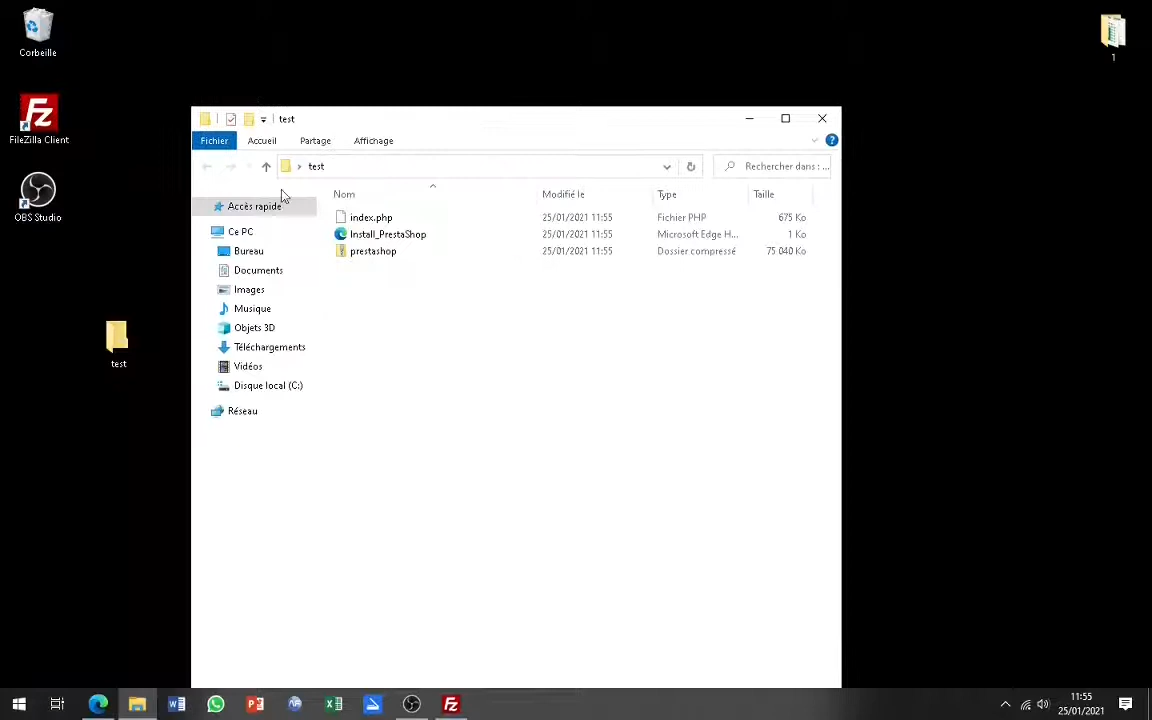 Corbeille
1
FileZilla Client
OBS Studio
test
test
Fichier
Accueil
Partage
Affichage
test
Rechercher dans : ...
Nom
Modifié le
Type
Taille
index.php
25/01/2021 11:55
Fichier PHP
675 Ko
Install_PrestaShop
25/01/2021 11:55
Microsoft Edge H...
1 Ko
prestashop
25/01/2021 11:55
Dossier compressé
75 040 Ko
Accès rapide
Ce PC
Bureau
Documents
Images
Musique
Objets 3D
Téléchargements
Vidéos
Disque local (C:)
Réseau
11:55
25/01/2021